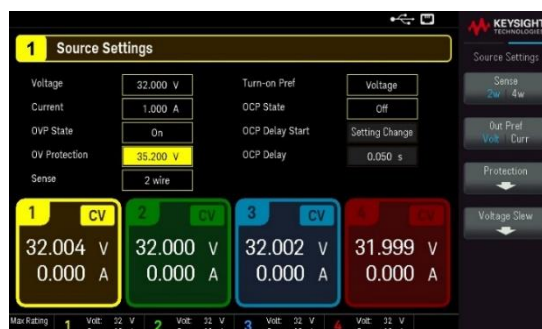 KEYSIGHT
TECHNOLOGIES
1 Source Settings
Source Settings
Voltage 32.000 V Turn-on Pref Voltage
Current 1.000 A OCP State Off
OVP State On OCP Delay Start Setting Change
OV Protection 35.200 V OCP Delay 0.050 s
Sense 2 wire
Sense
2w 4w
Out Pref
Volt Curr
Protection
Voltage Slew
1 CV 2 CV 3 CV 4 CV
32.004 V 32.000 V 32.002 V 31.999 V
0.000 A 0.000 A 0.000 A 0.000 A
Max Rating 1 Volt: 32 V 2 Volt: 32 V 3 Volt: 32 V 4 Volt: 32 V